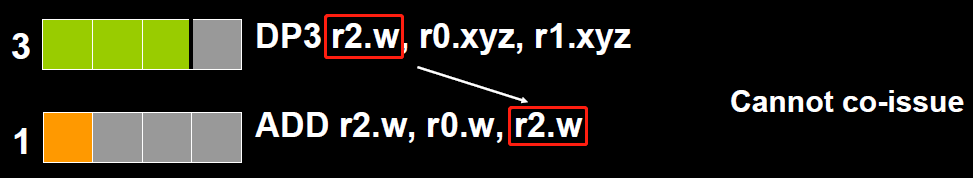 3 DP3 r2.w, r0.xyz, r1.xyz
Cannot co-issue
1 ADD r2.w, r0.w, r2.w